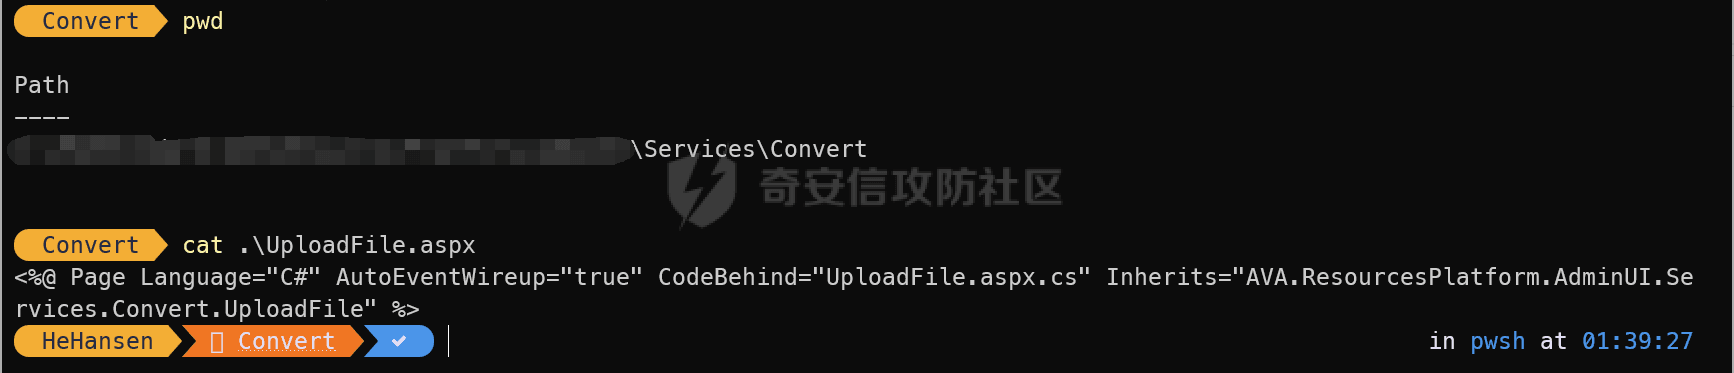 Convert pwd
Path
----
\Services\Convert
奇安信攻防社区
Convert cat .\UploadFile.aspx
<%@ Page Language="C#" AutoEventWireup="true" CodeBehind="UploadFile.aspx.cs" Inherits="AVA.ResourcesPlatform.AdminUI.Se
rvices.Convert.UploadFile" %>
HeHansen Convert in pwsh at 01:39:27